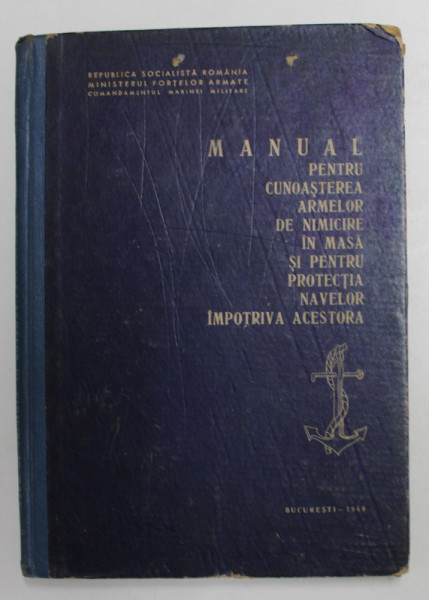 REPUBLICA SOCIALISTĂ ROMÂNIA
MINISTERUL FORȚELOR ARMATE
COMANDAMENTUL MARINEI MILITARE
MANUAL
PENTRU
CUNOAȘTEREA
ARMELOR
DE NIMICIRE
ÎN MASĂ
ȘI PENTRU
PROTECȚIA
NAVELOR
ÎMPOTRIVA ACESTORA
BUCUREȘTI — 1968